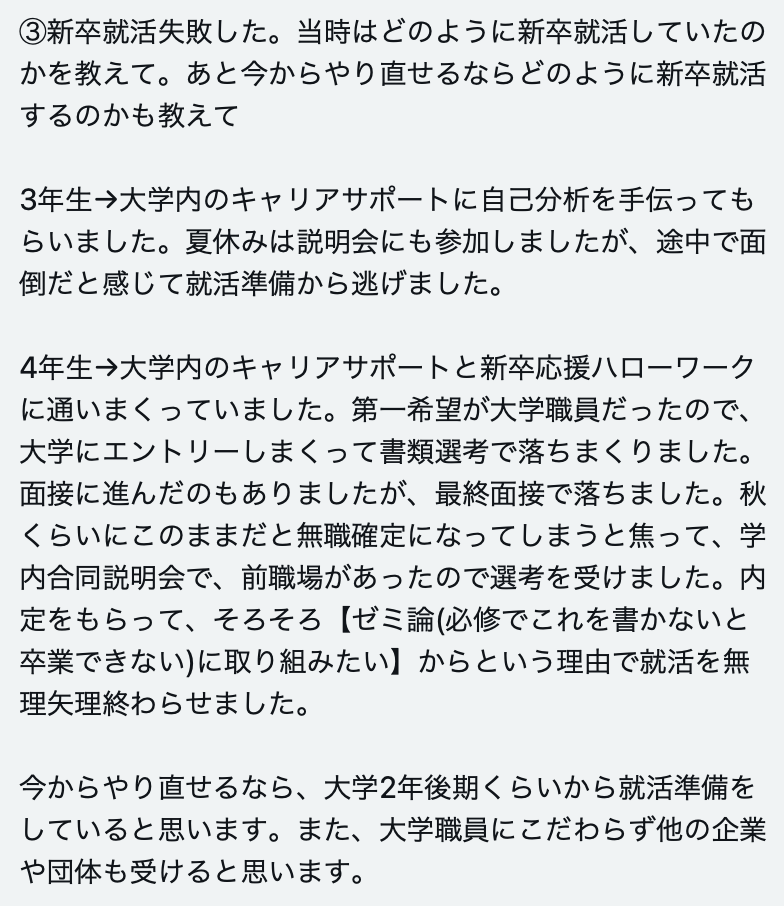 ③新卒就活失敗した。当時はどのように新卒就活していたの
かを教えて。あと今からやり直せるならどのように新卒就活
するのかも教えて
3年生→大学内のキャリアサポートに自己分析を手伝っても
らいました。夏休みは説明会にも参加しましたが、途中で面
倒だと感じて就活準備から逃げました。
4年生→大学内のキャリアサポートと新卒応援ハローワーク
に通いまくっていました。第一希望が大学職員だったので、
大学にエントリーしまくって書類選考で落ちまくりました。
面接に進んだのもありましたが、最終面接で落ちました。秋
くらいにこのままだと無職確定になってしまうと焦って、学
内合同説明会で、前職場があったので選考を受けました。内
定をもらって、そろそろ【ゼミ論(必修でこれを書かないと
卒業できない)に取り組みたい】からという理由で就活を無
理矢理終わらせました。
今からやり直せるなら、大学2年後期くらいから就活準備を
していると思います。また、大学職員にこだわらず他の企業
や団体も受けると思います。